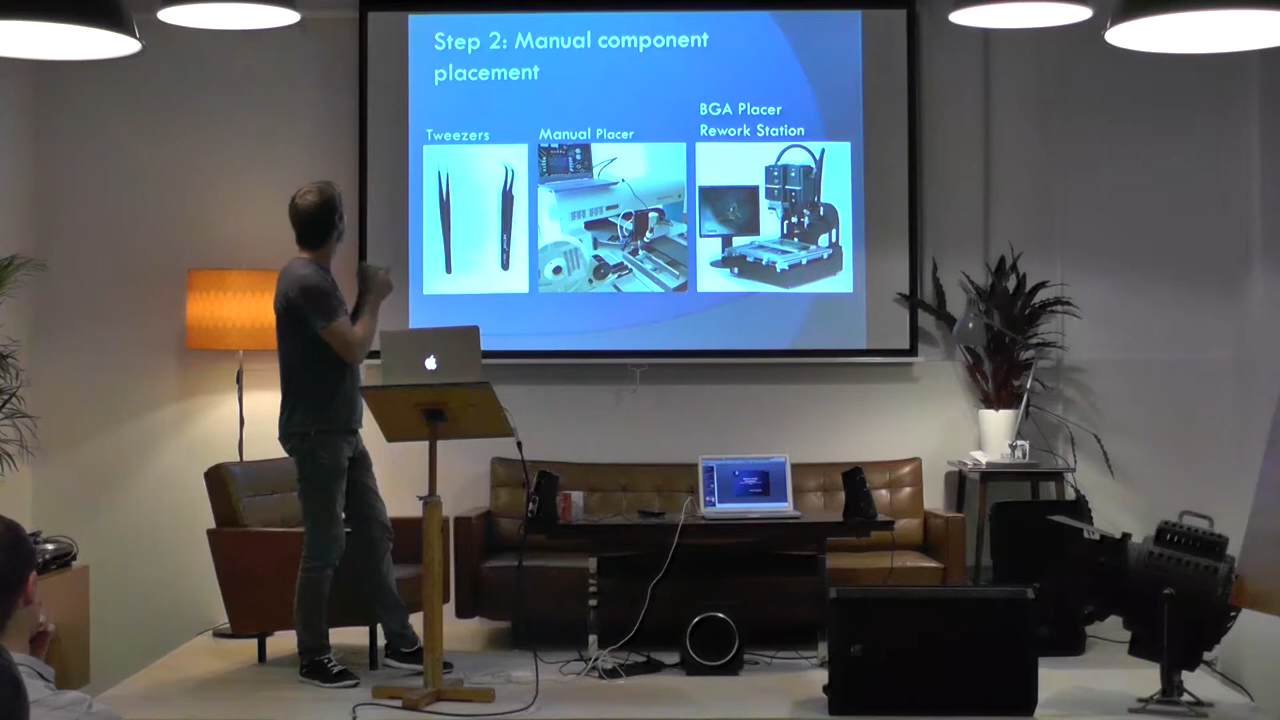 Step 2: Manual component
placement
Tweezers
Manual Placer
BGA Placer
Rework Station